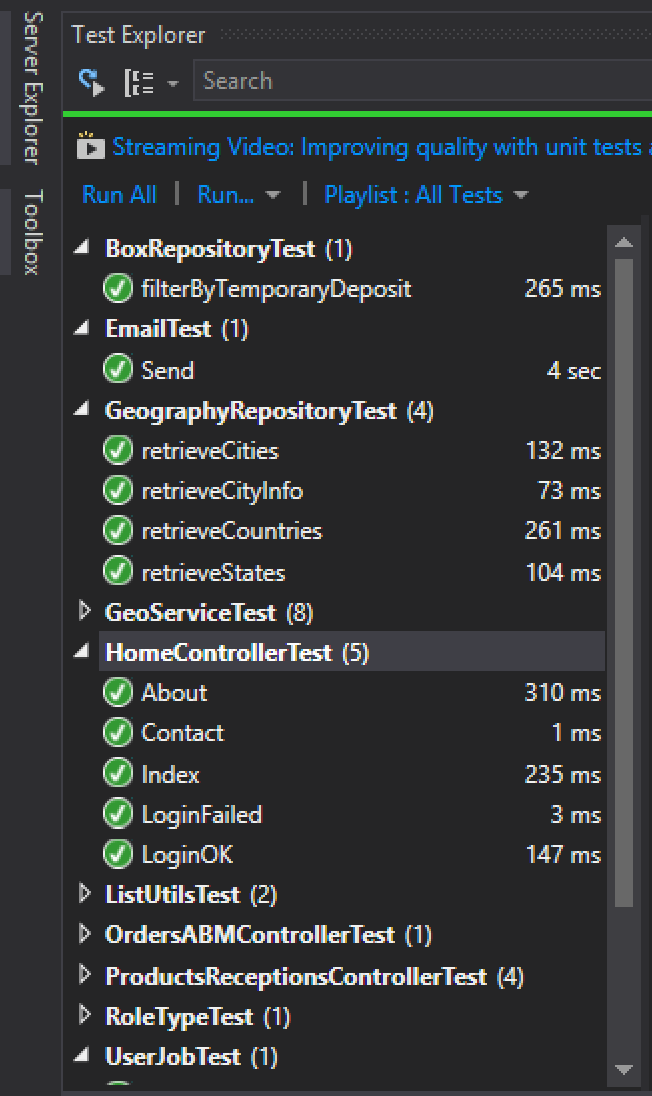 Server Explorer
Toolbox
Test Explorer
Search
Streaming Video: Improving quality with unit tests
Run All | Run... | Playlist : All Tests
BoxRepositoryTest (1)
filterByTemporaryDeposit 265 ms
EmailTest (1)
Send 4 sec
GeographyRepositoryTest (4)
retrieveCities 132 ms
retrieveCityInfo 73 ms
retrieveCountries 261 ms
retrieveStates 104 ms
GeoServiceTest (8)
HomeControllerTest (5)
About 310 ms
Contact 1 ms
Index 235 ms
LoginFailed 3 ms
LoginOK 147 ms
ListUtilsTest (2)
OrdersABMControllerTest (1)
ProductsReceptionsControllerTest (4)
RoleTypeTest (1)
UserJobTest (1)